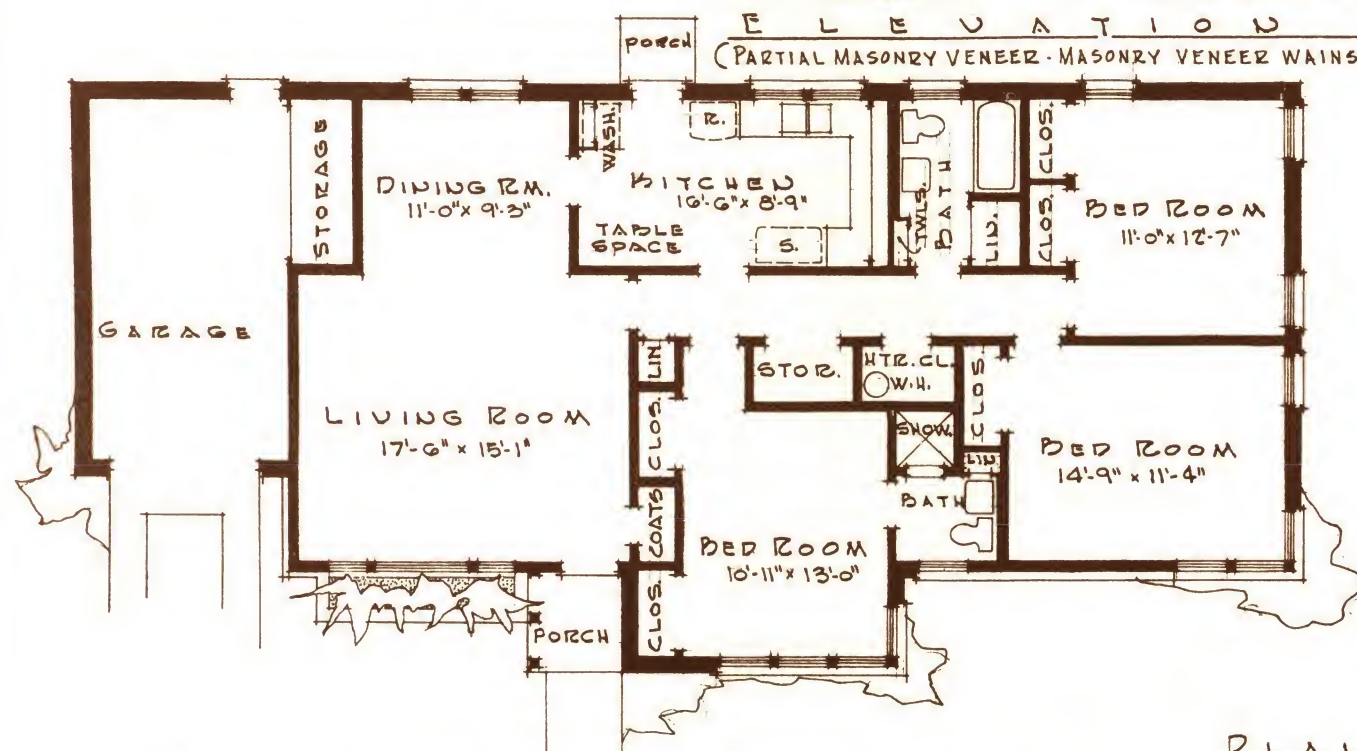 ELEVATION
(PARTIAL MASONRY VENEER - MASONRY VENEER WAINS
PORCH
STORAGE
DINING RM.
11'-0" x 9'-3"
WASH.
R.
KITCHEN
16'-6" x 8'-9"
TABLE
SPACE
S.
TWLS.
BATH
LIN.
CLOS.
CLOS.
BED ROOM
11'-0" x 12'-7"
GARAGE
LIVING ROOM
17'-6" x 15'-1"
LIN.
CLOS.
COATS
CLOS.
STOR.
HTR. CL.
W.H.
SHOW.
CLOS
LIN
BATH
BED ROOM
14'-9" x 11'-4"
BED ROOM
10'-11" x 13'-0"
PORCH